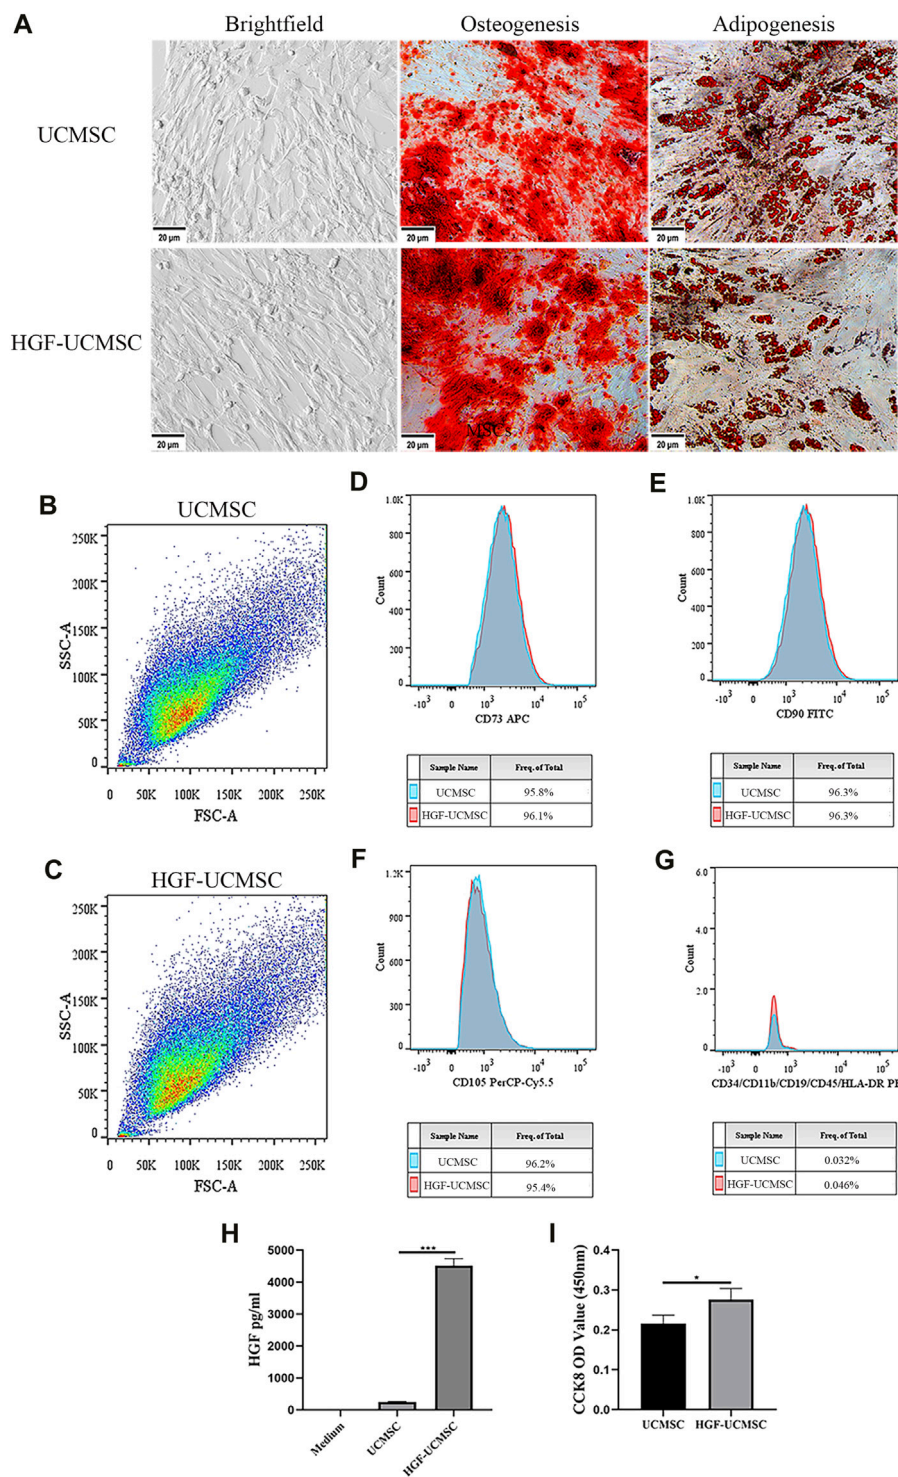 A
Brightfield
Osteogenesis
Adipogenesis
UCMSC
20 µm
20 µm
20 µm
HGF-UCMSC
20 µm
MSCs
20 µm
20 µm
B
UCMSC
250K
200K
150K
100K
50K
0
SSC-A
0 50K 100K 150K 200K 250K
FSC-A
C
HGF-UCMSC
250K
200K
150K
100K
50K
0
SSC-A
0 50K 100K 150K 200K 250K
FSC-A
D
1.0K
800
600
400
200
0
Count
-10³ 0 10³ 10⁴ 10⁵
CD73 APC
Sample Name Freq. of Total
UCMSC 95.8%
HGF-UCMSC 96.1%
E
1.0K
800
600
400
200
0
Count
-10³ 0 10³ 10⁴ 10⁵
CD90 FITC
Sample Name Freq. of Total
UCMSC 96.3%
HGF-UCMSC 96.3%
F
1.2K
900
600
300
0
Count
-10³ 0 10³ 10⁴ 10⁵
CD105 PerCP-Cy5.5
Sample Name Freq. of Total
UCMSC 96.2%
HGF-UCMSC 95.4%
G
6.0
4.0
2.0
0
Count
-10³ 0 10³ 10⁴ 10⁵
CD34/CD11b/CD19/CD45/HLA-DR PE
Sample Name Freq. of Total
UCMSC 0.032%
HGF-UCMSC 0.046%
H
5000
4000
3000
2000
1000
0
HGF pg/ml
***
Medium
UCMSC
HGF-UCMSC
I
0.4
0.3
0.2
0.1
0.0
CCK8 OD Value (450nm)
*
UCMSC
HGF-UCMSC